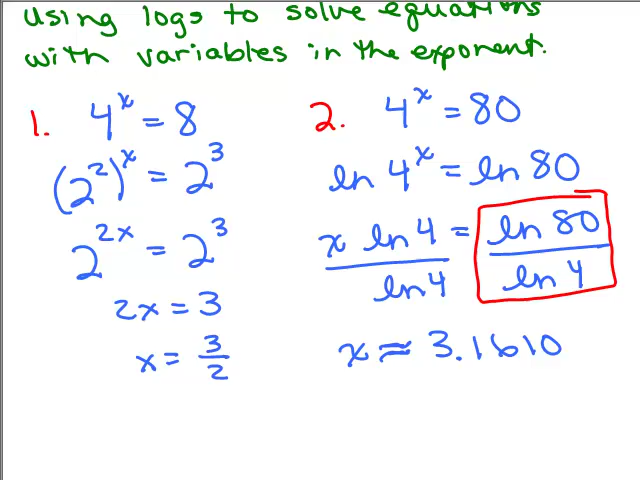 using logs to solve equations
with variables in the exponent.
1. 4^x = 8
(2^2)^x = 2^3
2^2x = 2^3
2x = 3
x = 3/2
2. 4^x = 80
ln 4^x = ln 80
x ln 4 / ln 4 = ln 80 / ln 4
x ≈ 3.1610